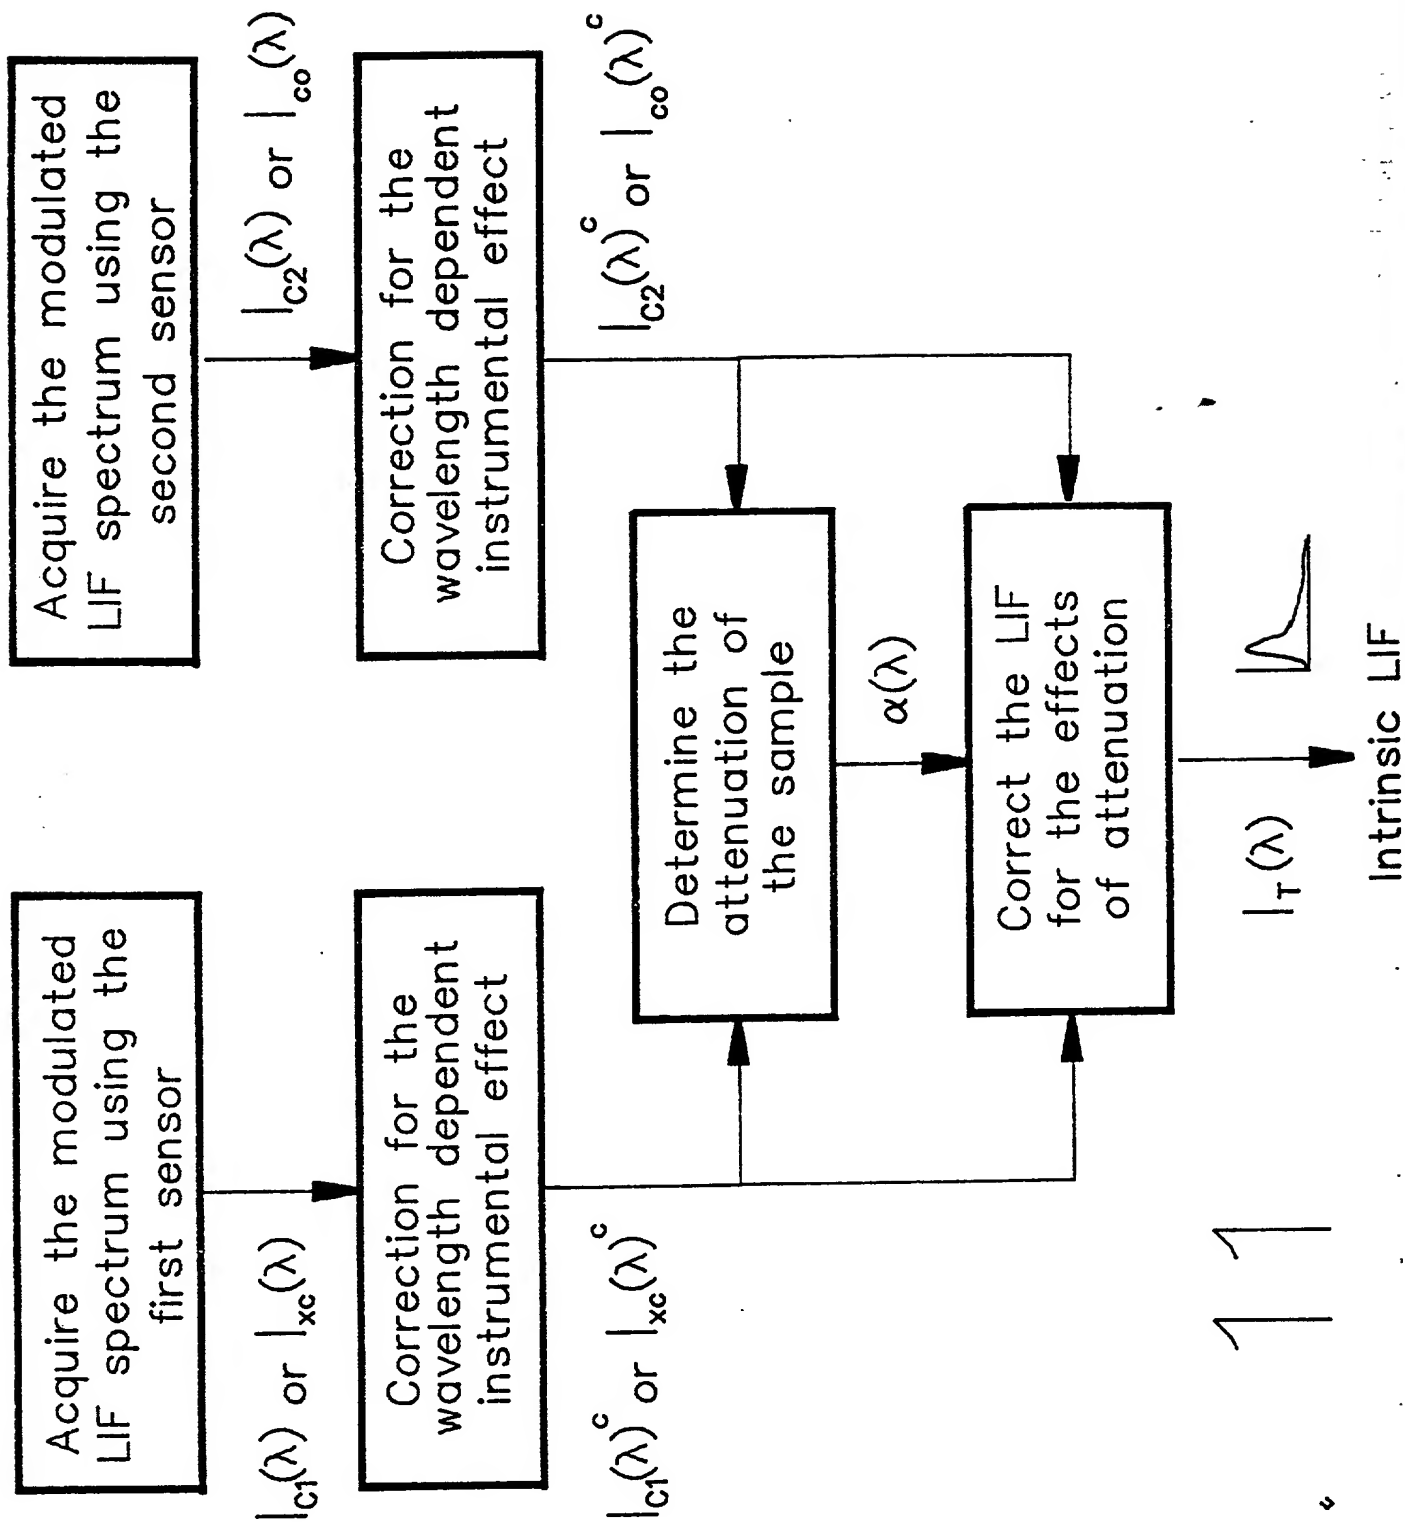 Acquire the modulated
LIF spectrum using the
first sensor
I_C1(λ) or I_xc(λ)
Correction for the
wavelength dependent
instrumental effect
I_C1(λ)^c or I_xc(λ)^c
Acquire the modulated
LIF spectrum using the
second sensor
I_C2(λ) or I_co(λ)
Correction for the
wavelength dependent
instrumental effect
I_C2(λ)^c or I_co(λ)^c
Determine the
attenuation of
the sample
α(λ)
Correct the LIF
for the effects
of attenuation
I_T(λ)
Intrinsic LIF
11